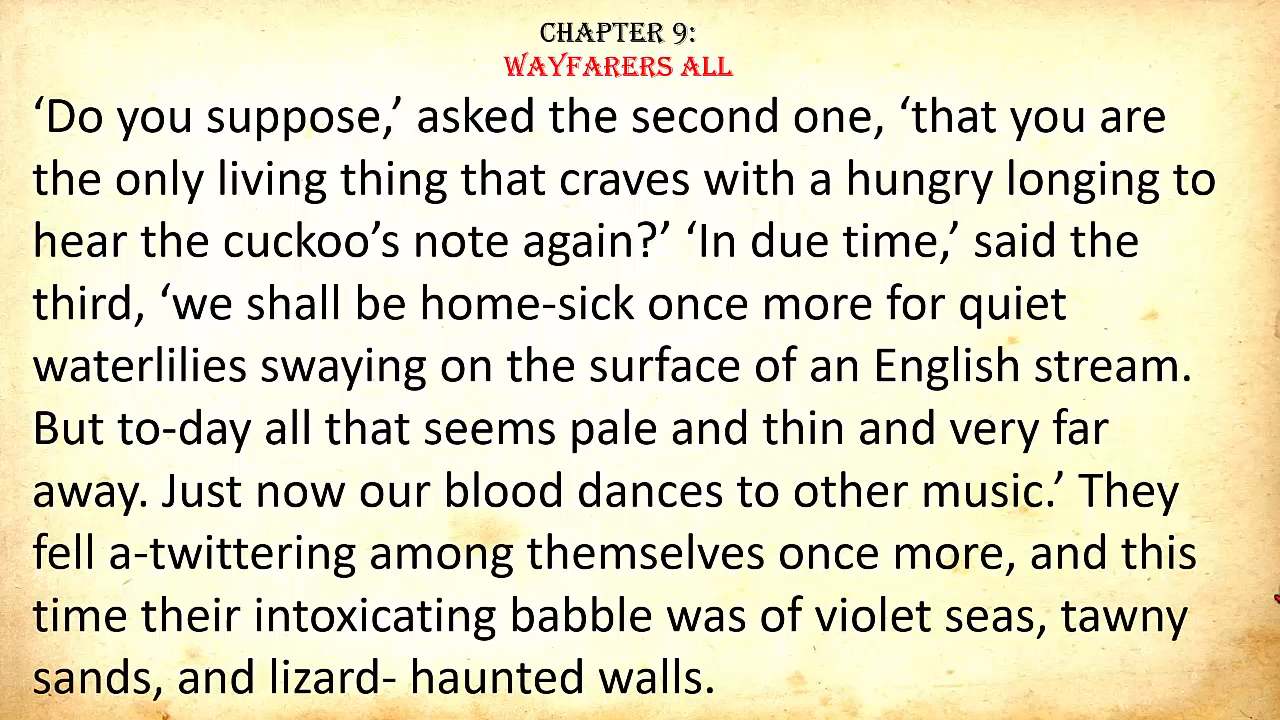 CHAPTER 9:
WAYFARERS ALL
‘Do you suppose,’ asked the second one, ‘that you are
the only living thing that craves with a hungry longing to
hear the cuckoo’s note again?’ ‘In due time,’ said the
third, ‘we shall be home-sick once more for quiet
waterlilies swaying on the surface of an English stream.
But to-day all that seems pale and thin and very far
away. Just now our blood dances to other music.’ They
fell a-twittering among themselves once more, and this
time their intoxicating babble was of violet seas, tawny
sands, and lizard- haunted walls.